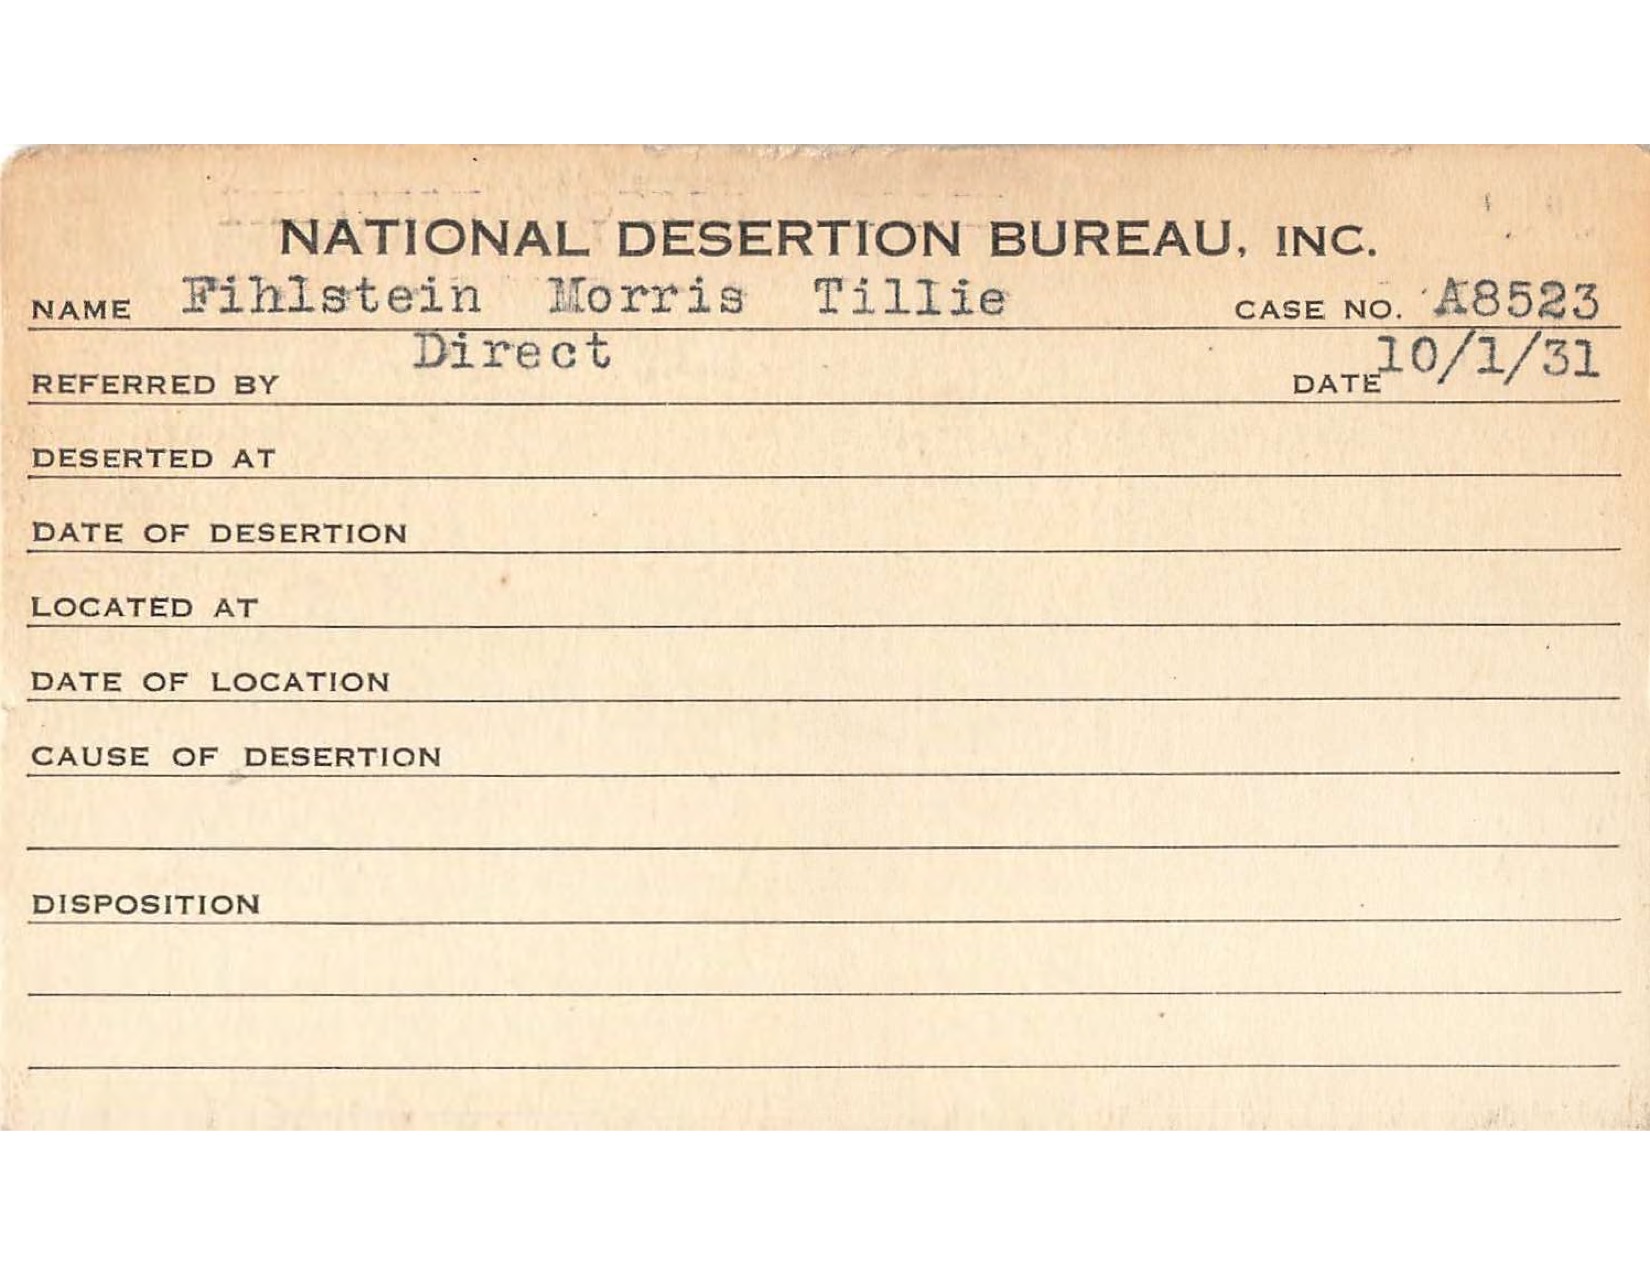 NATIONAL DESERTION BUREAU, INC.
NAME Fihlstein Morris Tillie CASE NO. A8523
REFERRED BY Direct DATE 10/1/31
DESERTED AT
DATE OF DESERTION
LOCATED AT
DATE OF LOCATION
CAUSE OF DESERTION
DISPOSITION